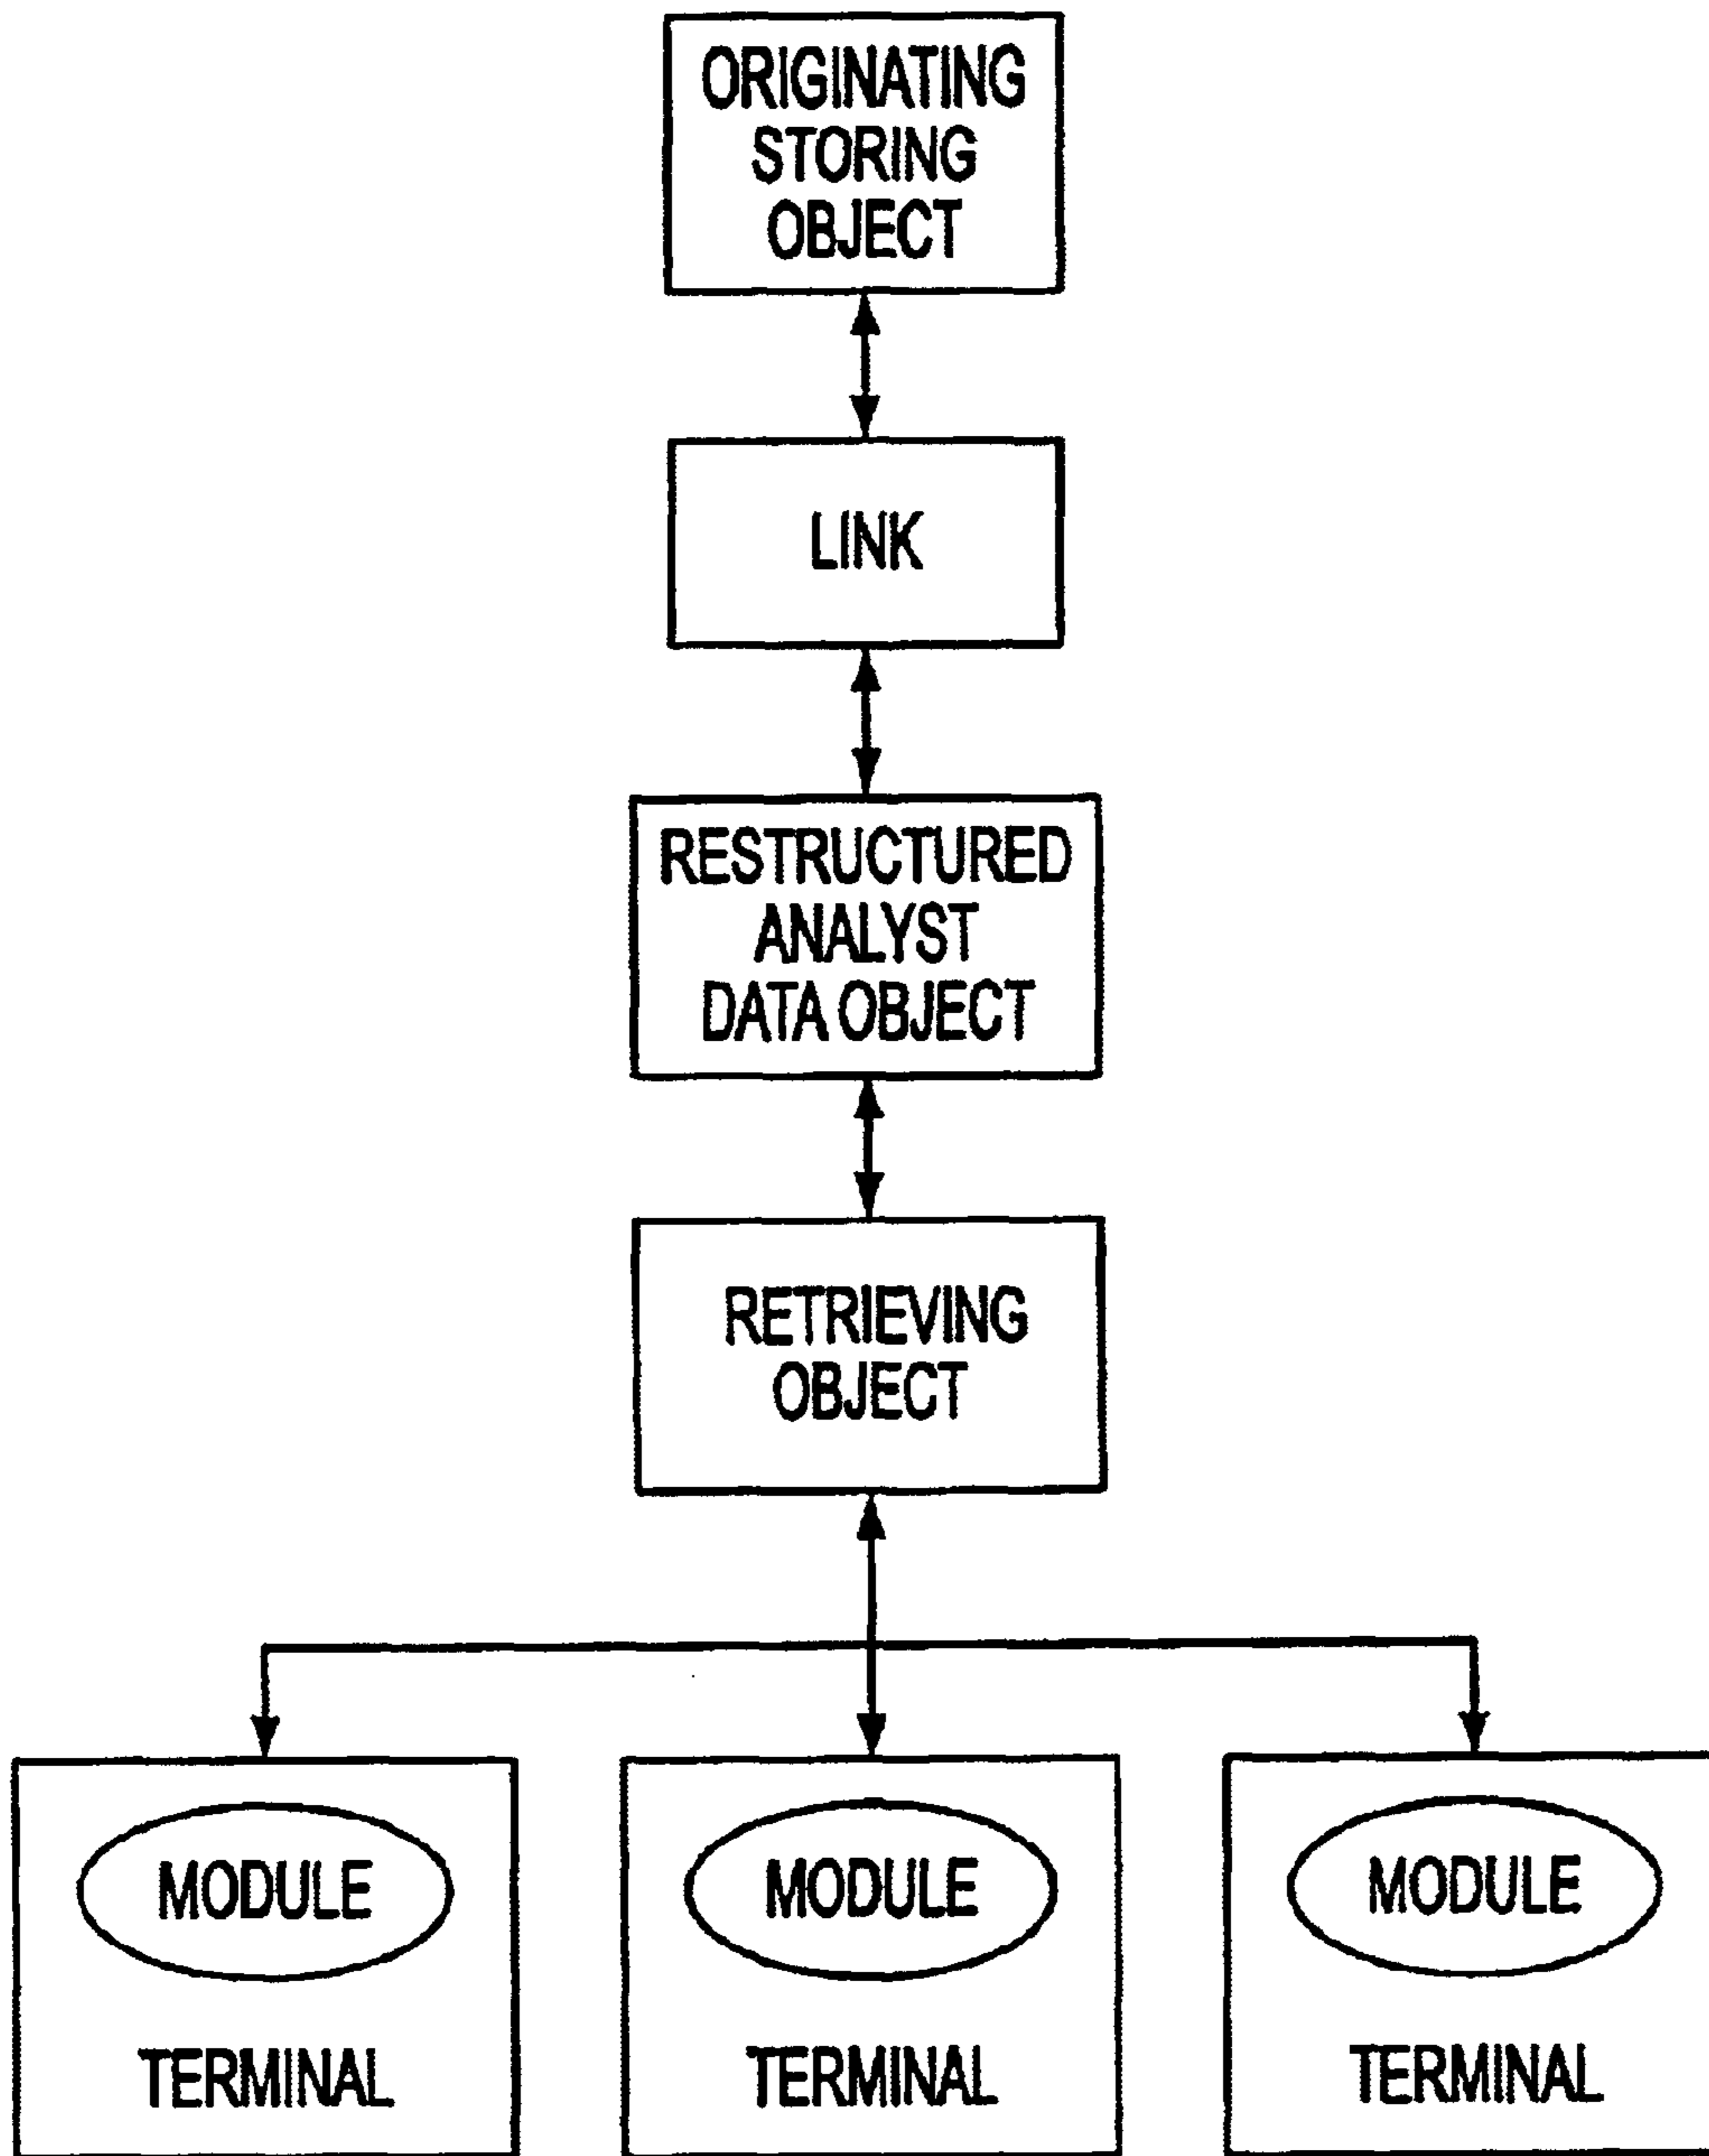 ORIGINATING
STORING
OBJECT
LINK
RESTRUCTURED
ANALYST
DATA OBJECT
RETRIEVING
OBJECT
MODULE
TERMINAL
MODULE
TERMINAL
MODULE
TERMINAL